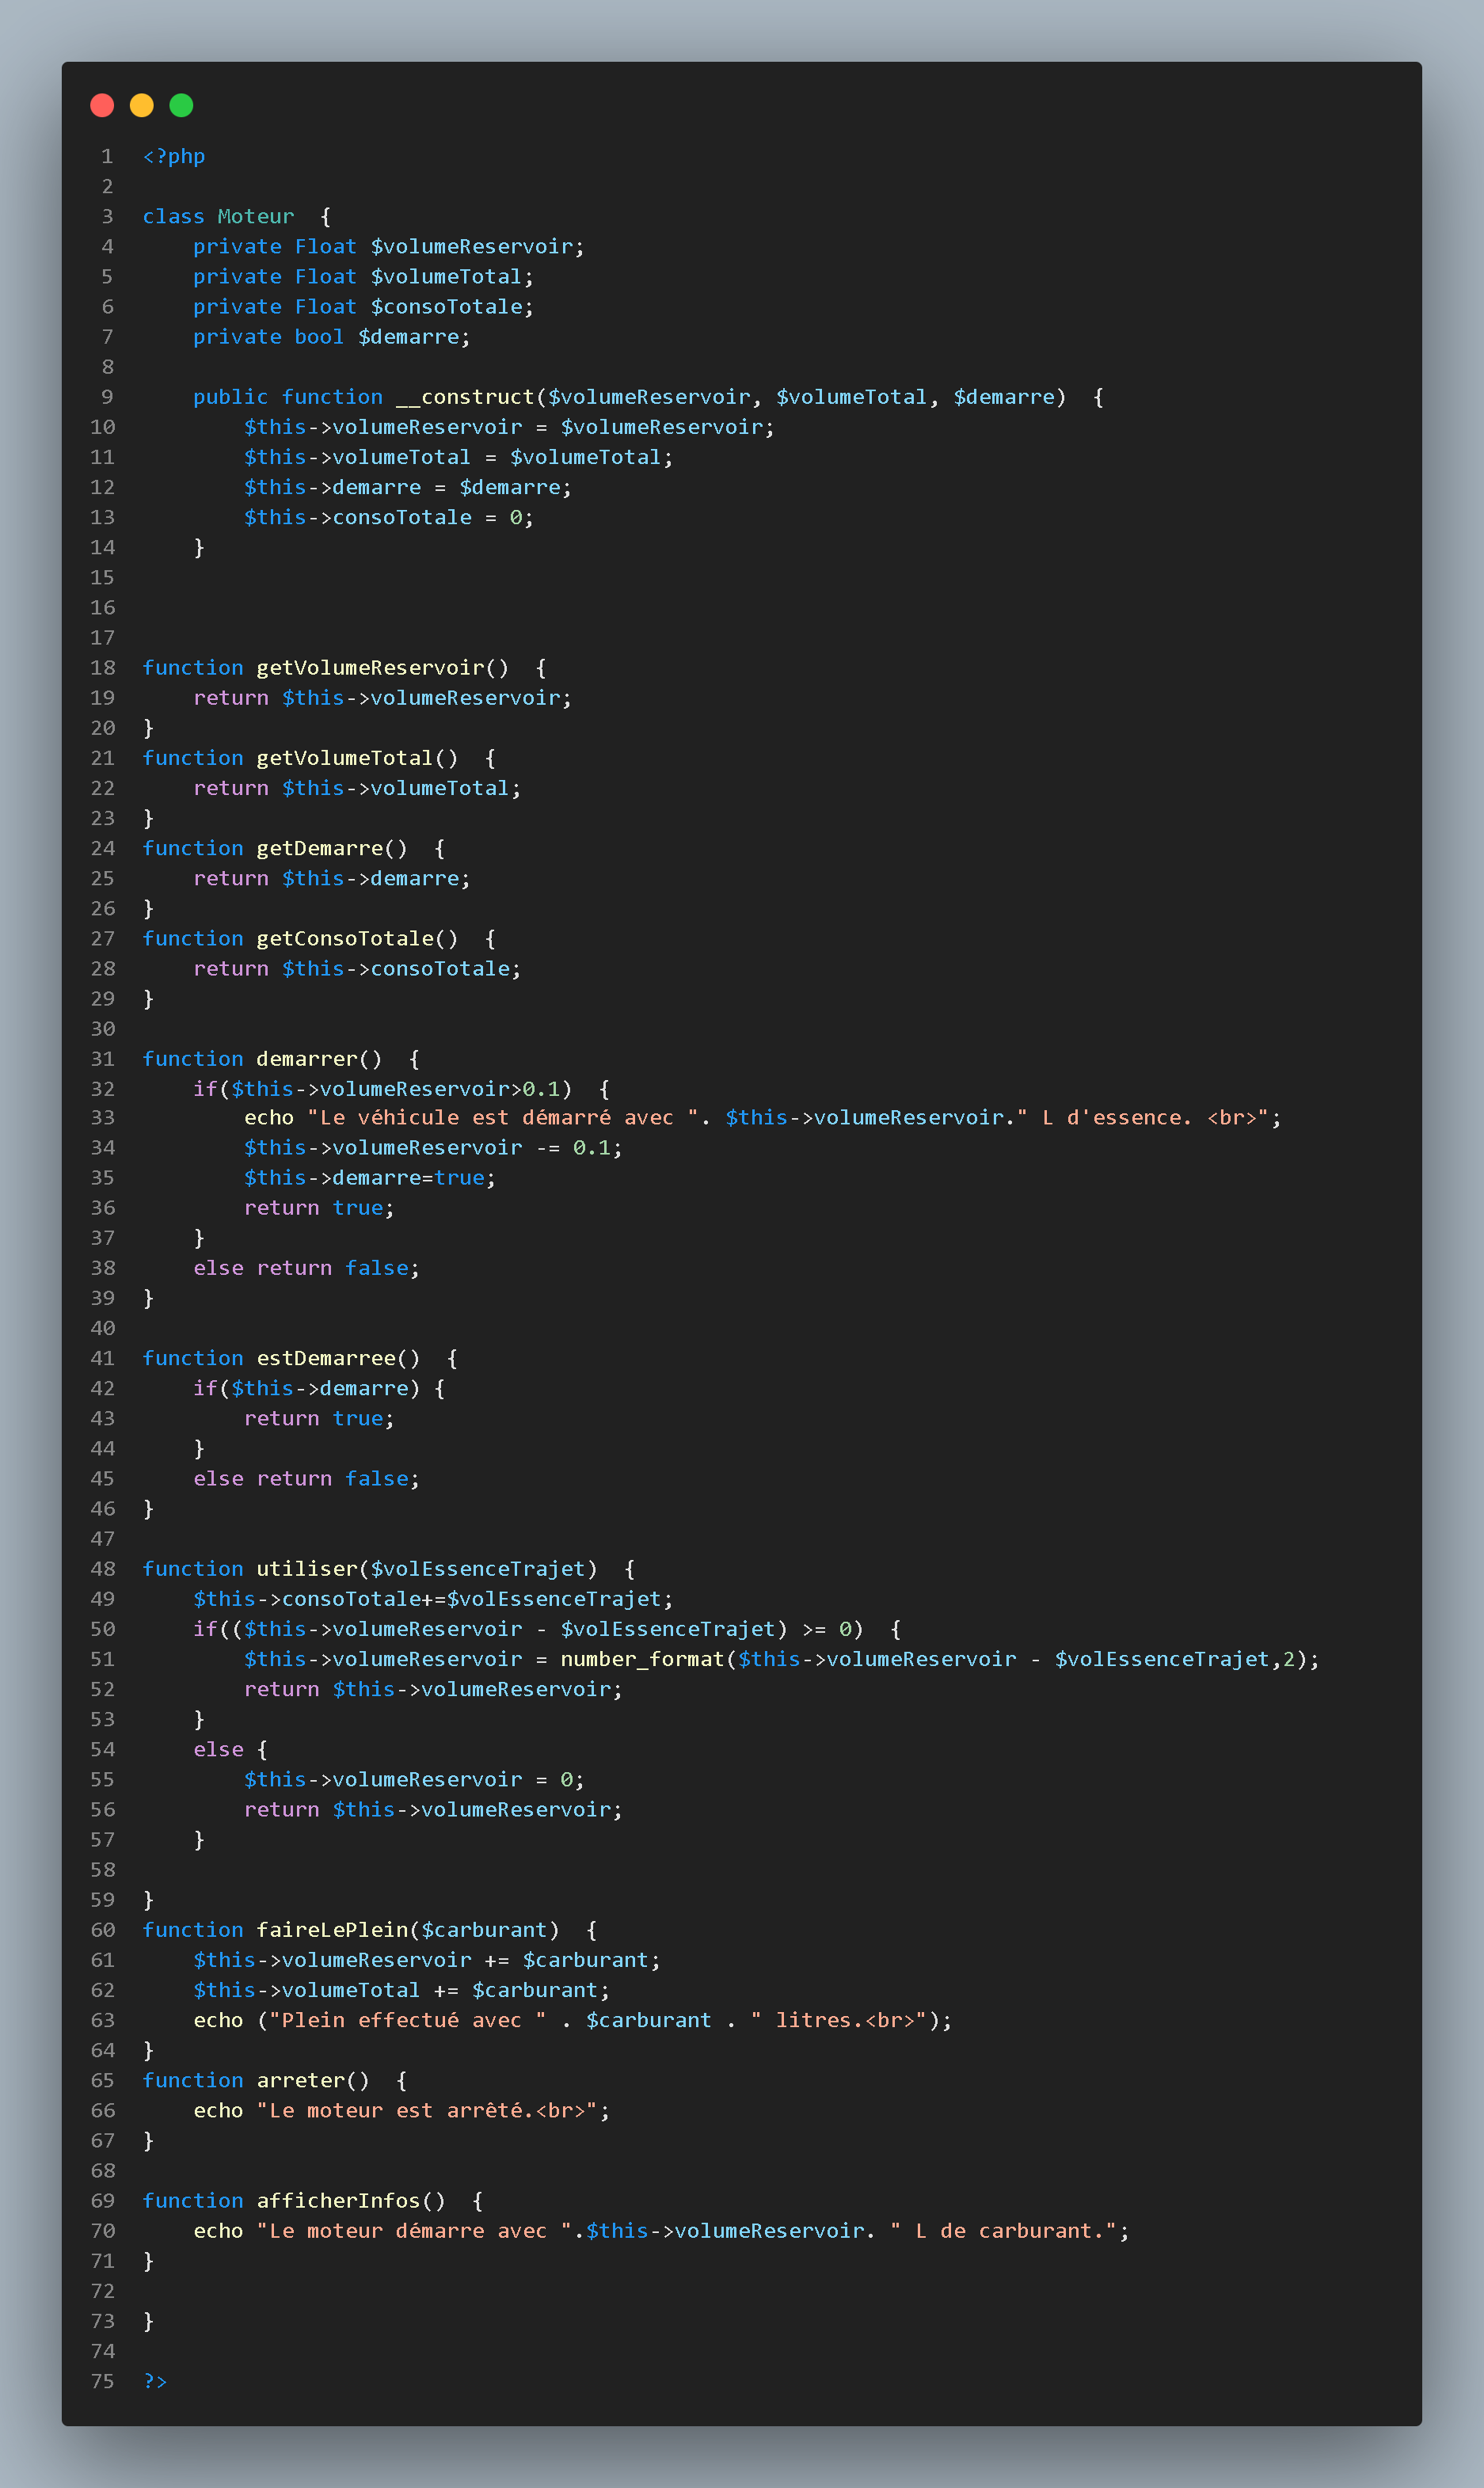 1 <?php
2
3 class Moteur  {
4     private Float $volumeReservoir;
5     private Float $volumeTotal;
6     private Float $consoTotale;
7     private bool $demarre;
8
9     public function __construct($volumeReservoir, $volumeTotal, $demarre)  {
10         $this->volumeReservoir = $volumeReservoir;
11         $this->volumeTotal = $volumeTotal;
12         $this->demarre = $demarre;
13         $this->consoTotale = 0;
14     }
15
16
17
18 function getVolumeReservoir()  {
19     return $this->volumeReservoir;
20 }
21 function getVolumeTotal()  {
22     return $this->volumeTotal;
23 }
24 function getDemarre()  {
25     return $this->demarre;
26 }
27 function getConsoTotale()  {
28     return $this->consoTotale;
29 }
30
31 function demarrer()  {
32     if($this->volumeReservoir>0.1)  {
33         echo "Le véhicule est démarré avec ". $this->volumeReservoir." L d'essence. <br>";
34         $this->volumeReservoir -= 0.1;
35         $this->demarre=true;
36         return true;
37     }
38     else return false;
39 }
40
41 function estDemarree()  {
42     if($this->demarre) {
43         return true;
44     }
45     else return false;
46 }
47
48 function utiliser($volEssenceTrajet)  {
49     $this->consoTotale+=$volEssenceTrajet;
50     if(($this->volumeReservoir - $volEssenceTrajet) >= 0)  {
51         $this->volumeReservoir = number_format($this->volumeReservoir - $volEssenceTrajet,2);
52         return $this->volumeReservoir;
53     }
54     else {
55         $this->volumeReservoir = 0;
56         return $this->volumeReservoir;
57     }
58
59 }
60 function faireLePlein($carburant)  {
61     $this->volumeReservoir += $carburant;
62     $this->volumeTotal += $carburant;
63     echo ("Plein effectué avec " . $carburant . " litres.<br>");
64 }
65 function arreter()  {
66     echo "Le moteur est arrêté.<br>";
67 }
68
69 function afficherInfos()  {
70     echo "Le moteur démarre avec ".$this->volumeReservoir. " L de carburant.";
71 }
72
73 }
74
75 ?>